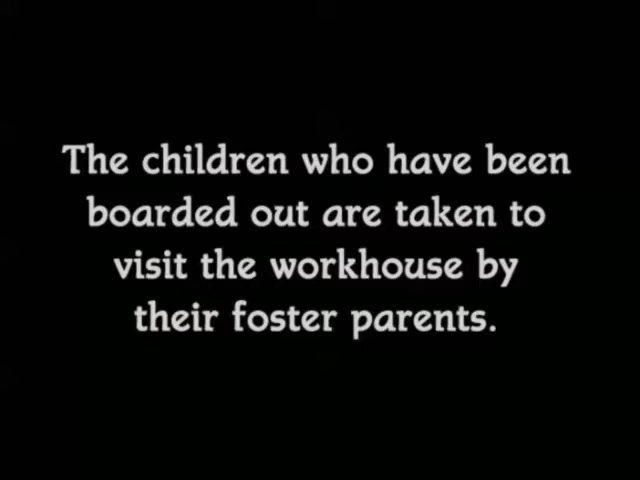 The children who have been
boarded out are taken to
visit the workhouse by
their foster parents.